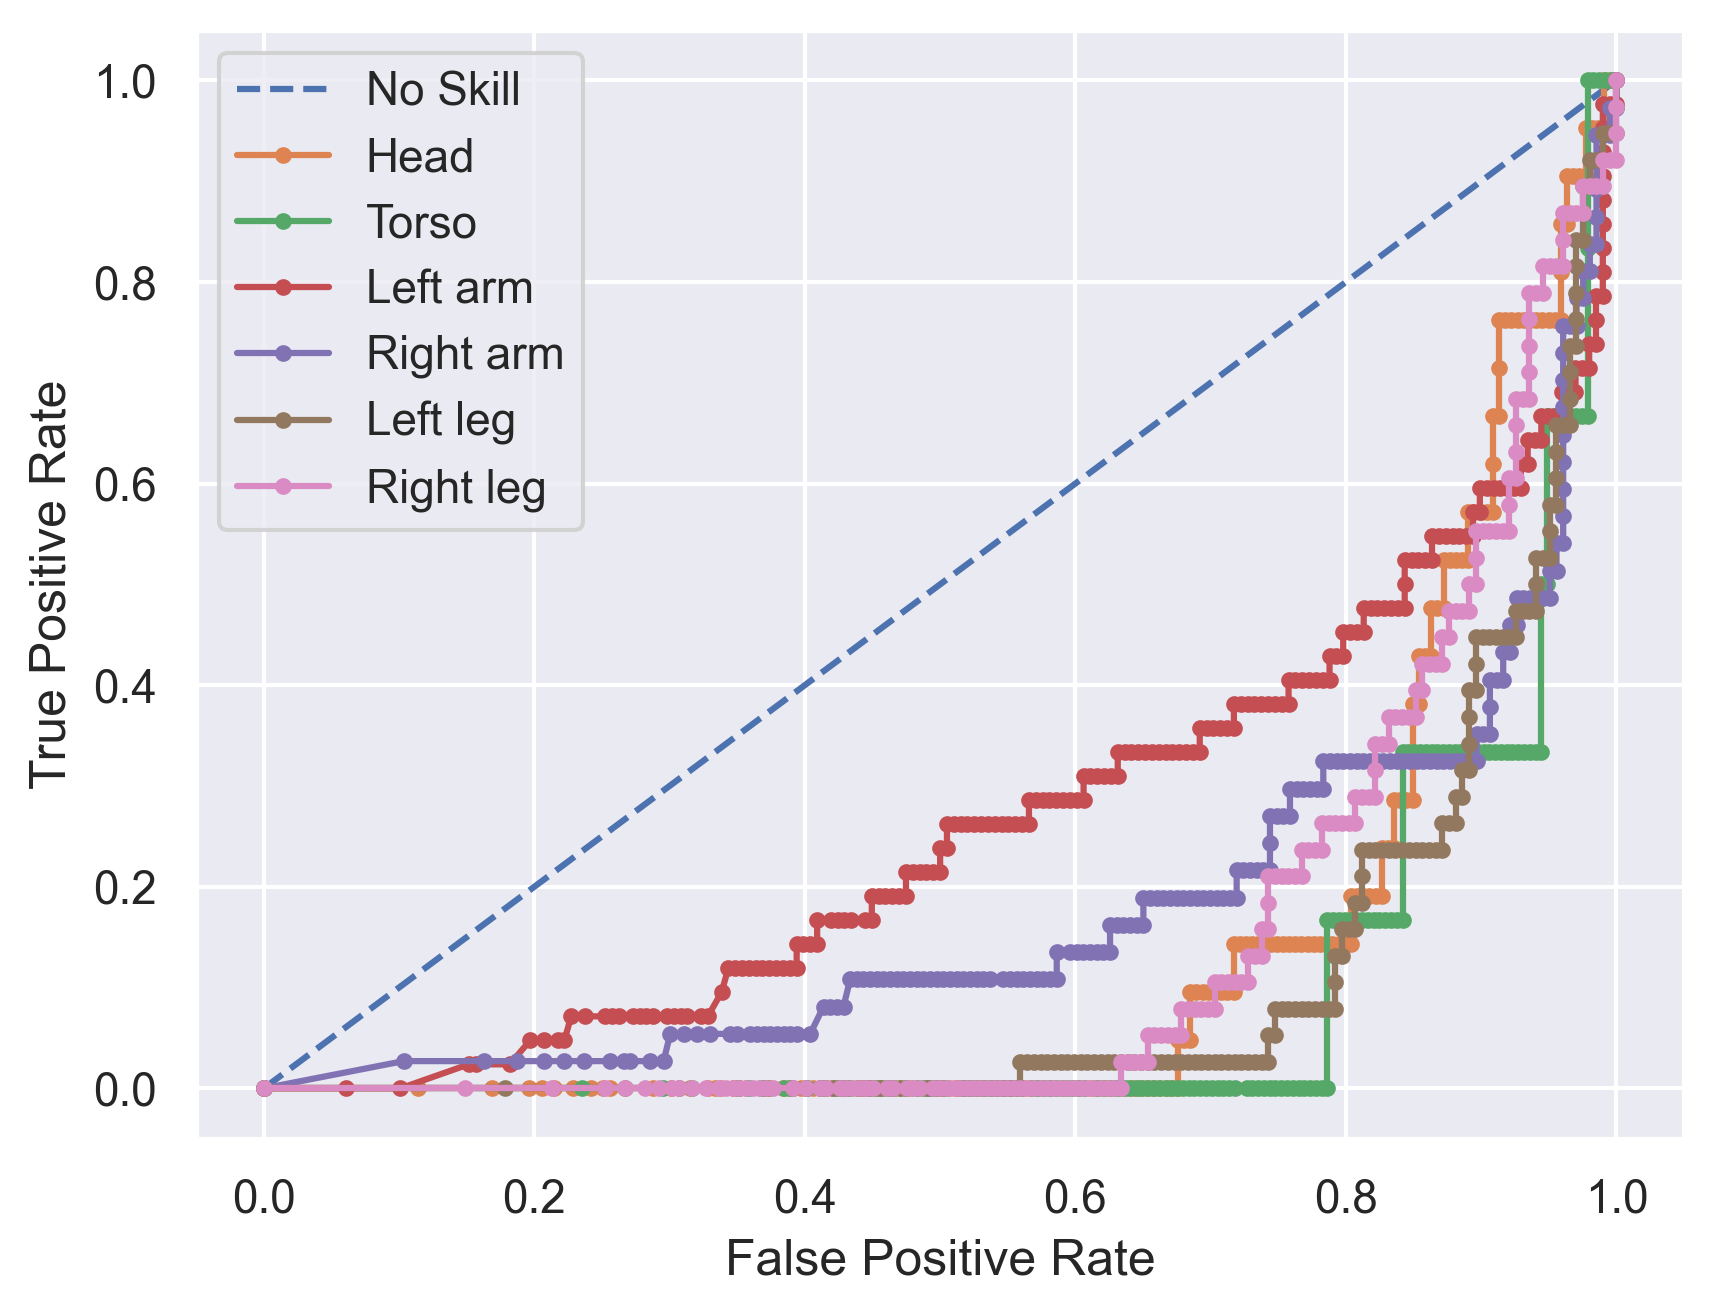 No Skill
Head
Torso
Left arm
Right arm
Left leg
Right leg
1.0
0.8
0.6
0.4
0.2
0.0
True Positive Rate
0.0 0.2 0.4 0.6 0.8 1.0
False Positive Rate